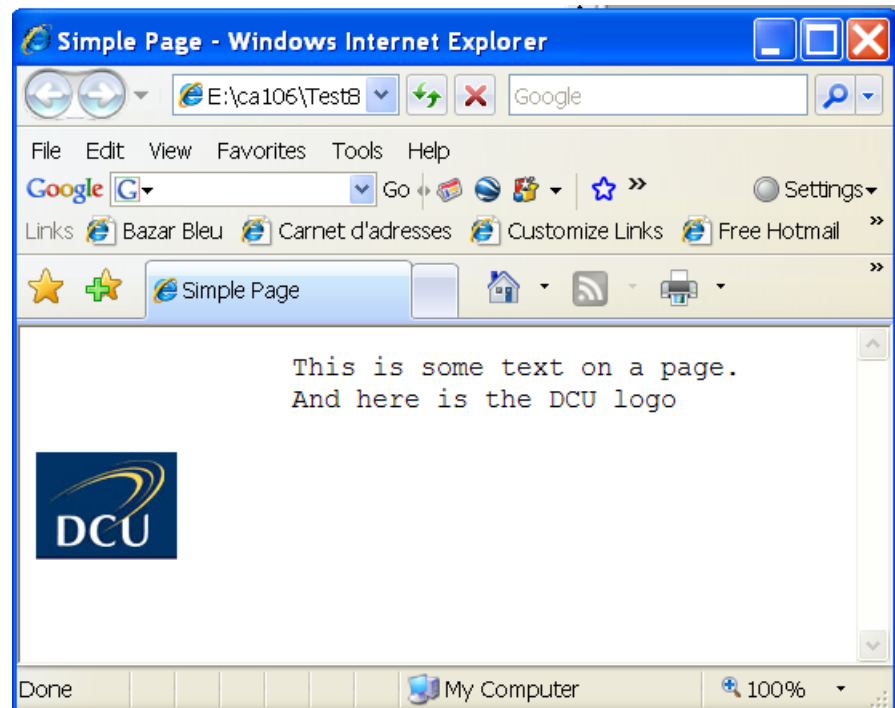 Simple Page - Windows Internet Explorer
E:\ca106\TestB
Google
File Edit View Favorites Tools Help
Google G Go Settings
Links Bazar Bleu Carnet d'adresses Customize Links Free Hotmail
Simple Page
This is some text on a page.
And here is the DCU logo
DCU
Done My Computer 100%